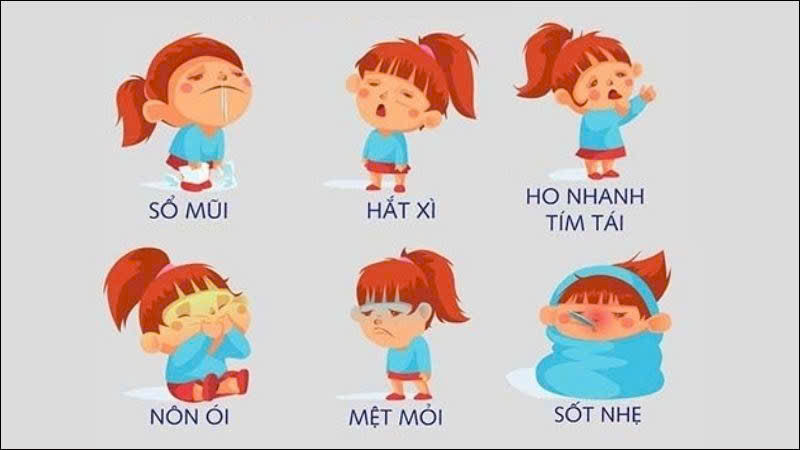 SỔ MŨI
HẮT XÌ
HO NHANH
TÍM TÁI
NÔN ÓI
MỆT MỎI
SỐT NHẸ